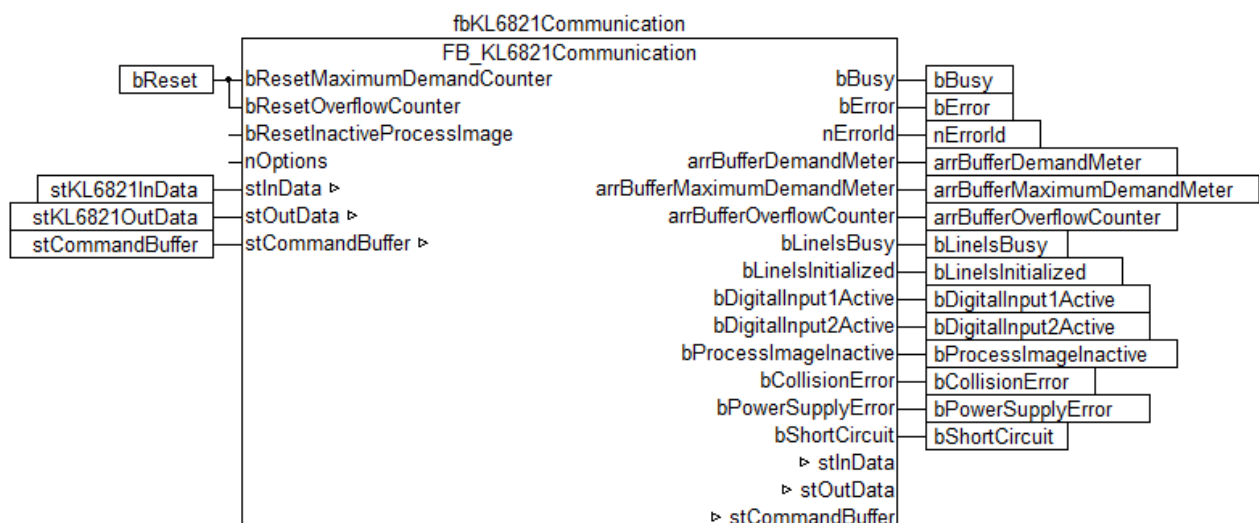 fbKL6821Communication
FB_KL6821Communication
bReset bResetMaximumDemandCounter bBusy bBusy
bResetOverflowCounter bError bError
bResetInactiveProcessImage nErrorId nErrorId
nOptions arrBufferDemandMeter arrBufferDemandMeter
stKL6821InData stInData arrBufferMaximumDemandMeter arrBufferMaximumDemandMeter
stKL6821OutData stOutData arrBufferOverflowCounter arrBufferOverflowCounter
stCommandBuffer stCommandBuffer bLineIsBusy bLineIsBusy
bLineIsInitialized bLineIsInitialized
bDigitalInput1Active bDigitalInput1Active
bDigitalInput2Active bDigitalInput2Active
bProcessImageInactive bProcessImageInactive
bCollisionError bCollisionError
bPowerSupplyError bPowerSupplyError
bShortCircuit bShortCircuit
stInData
stOutData
stCommandBuffer